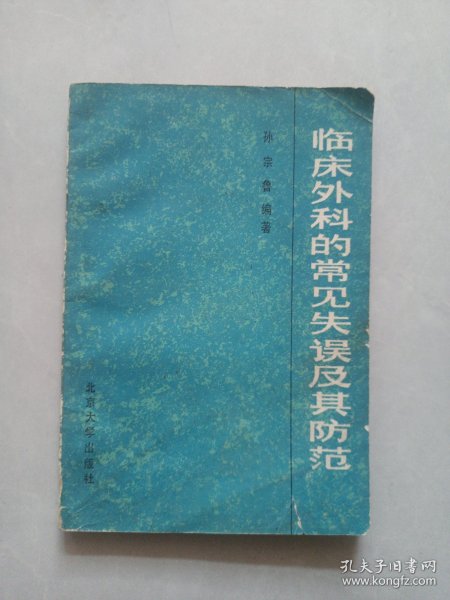 临床外科的常见失误及其防范
孙宗鲁编著
北京大学出版社
孔夫子旧书网
www.kongfz.com